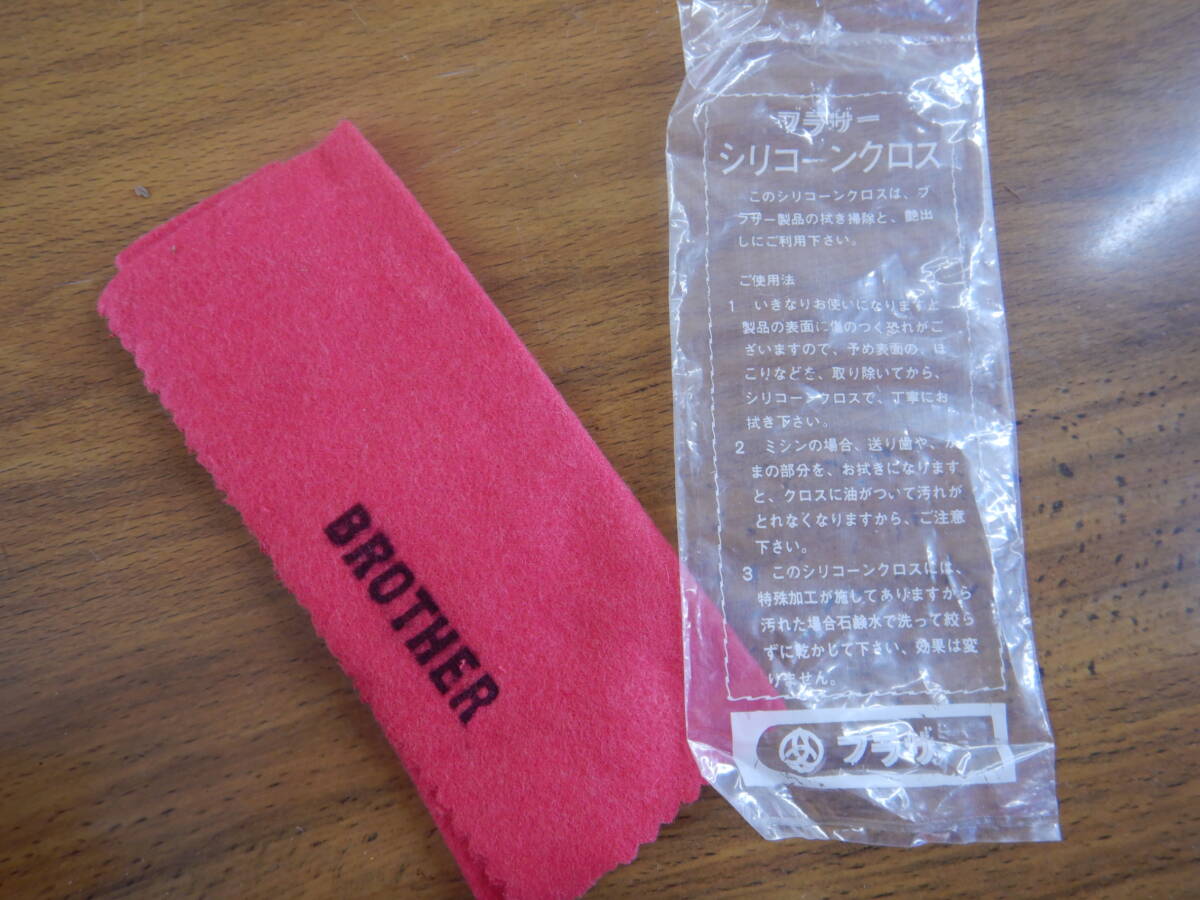 BROTHER
ブラザー
シリコーンクロス
このシリコーンクロスは、ブ
ラザー製品の拭き掃除と、艶出
しにご利用下さい。
ご使用法
1 いきなりお使いになりますと
製品の表面に傷のつく恐れがご
ざいますので、予め表面の、ほ
こりなどを、取り除いてから、
シリコーンクロスで、丁寧にお
拭き下さい。
2 ミシンの場合、送り歯や、か
まの部分を、お拭きになります
と、クロスに油がついて汚れが
とれなくなりますから、ご注意
下さい。
3 このシリコーンクロスには、
特殊加工が施してありますから
汚れた場合石鹸水で洗って絞ら
ずに乾かして下さい、効果は変
りません。
ブラザー